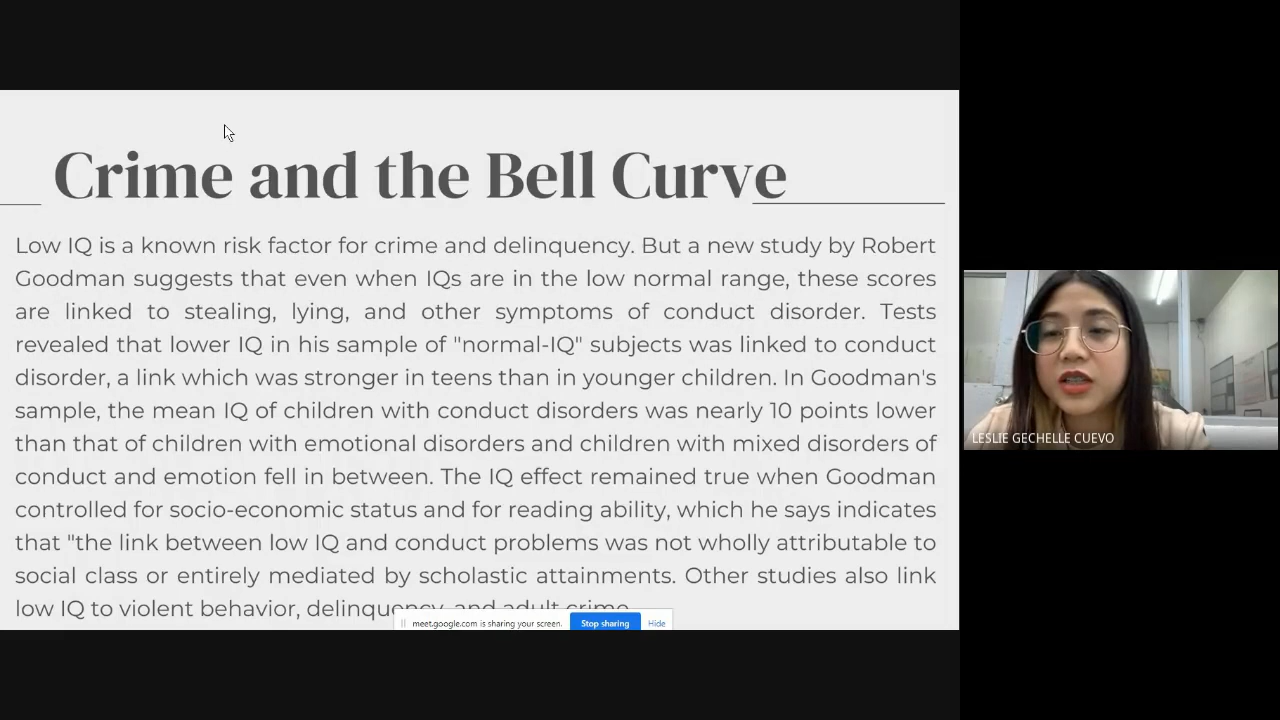 Crime and the Bell Curve
Low IQ is a known risk factor for crime and delinquency. But a new study by Robert
Goodman suggests that even when IQs are in the low normal range, these scores
are linked to stealing, lying, and other symptoms of conduct disorder. Tests
revealed that lower IQ in his sample of "normal-IQ" subjects was linked to conduct
disorder, a link which was stronger in teens than in younger children. In Goodman's
sample, the mean IQ of children with conduct disorders was nearly 10 points lower
than that of children with emotional disorders and children with mixed disorders of
conduct and emotion fell in between. The IQ effect remained true when Goodman
controlled for socio-economic status and for reading ability, which he says indicates
that "the link between low IQ and conduct problems was not wholly attributable to
social class or entirely mediated by scholastic attainments. Other studies also link
low IQ to violent behavior, delinquency, and adult crime.
meet.google.com is sharing your screen. Stop sharing Hide
LESLIE GECHELLE CUEVO